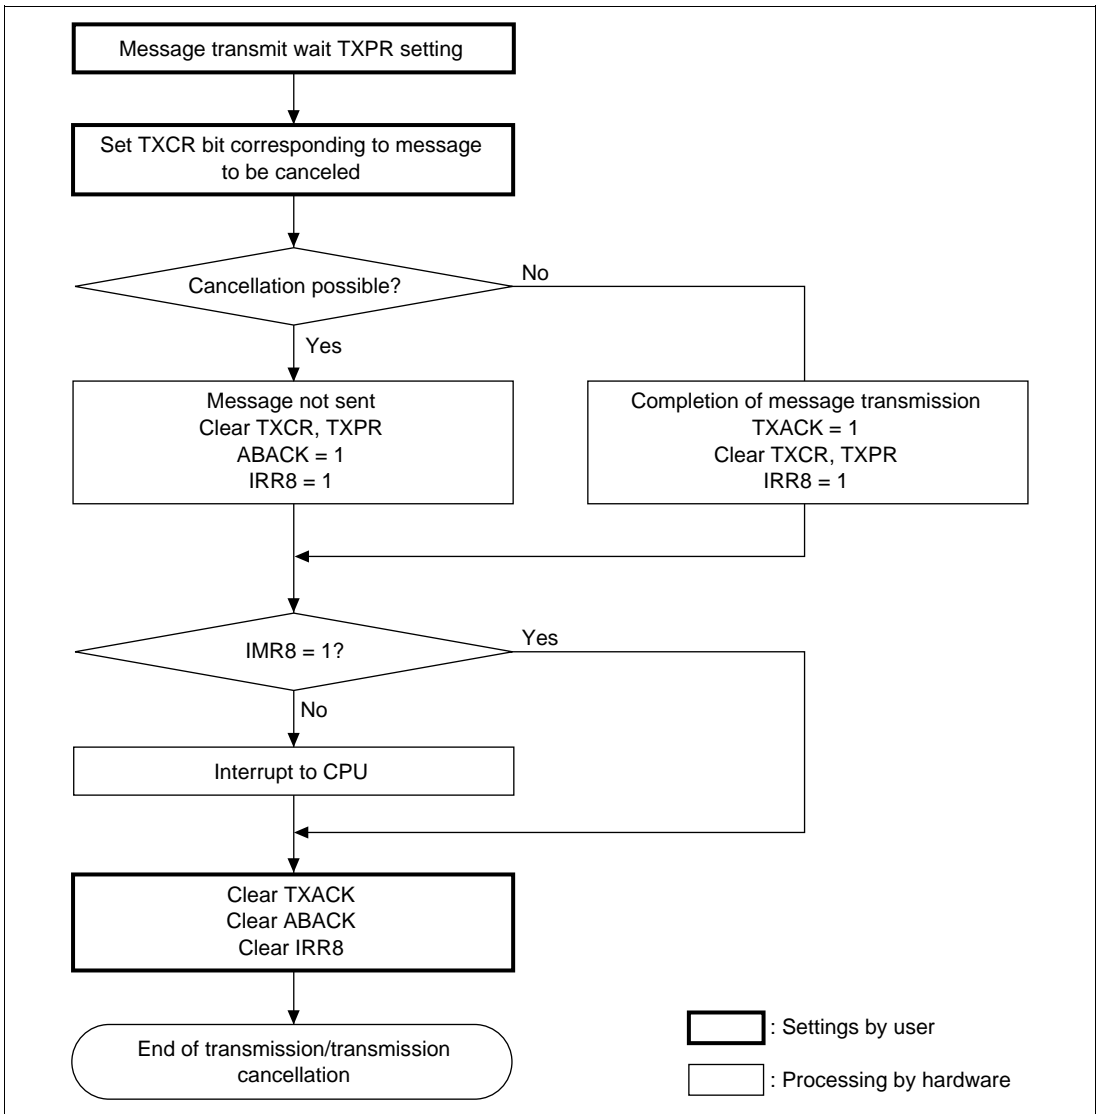 Message transmit wait TXPR setting
Set TXCR bit corresponding to message
to be canceled
Cancellation possible?
No
Yes
Message not sent
Clear TXCR, TXPR
ABACK = 1
IRR8 = 1
Completion of message transmission
TXACK = 1
Clear TXCR, TXPR
IRR8 = 1
IMR8 = 1?
Yes
No
Interrupt to CPU
Clear TXACK
Clear ABACK
Clear IRR8
End of transmission/transmission
cancellation
: Settings by user
: Processing by hardware